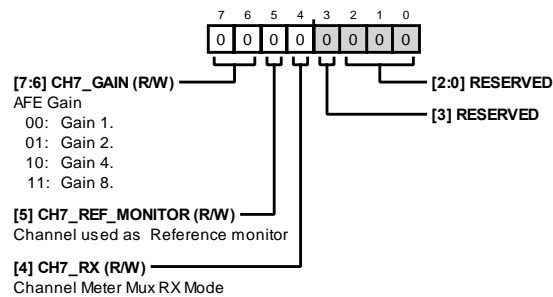 7 6 5 4 3 2 1 0
0 0 0 0 0 0 0 0
[7:6] CH7_GAIN (R/W)
AFE Gain
00: Gain 1.
01: Gain 2.
10: Gain 4.
11: Gain 8.
[5] CH7_REF_MONITOR (R/W)
Channel used as Reference monitor
[4] CH7_RX (R/W)
Channel Meter Mux RX Mode
[2:0] RESERVED
[3] RESERVED